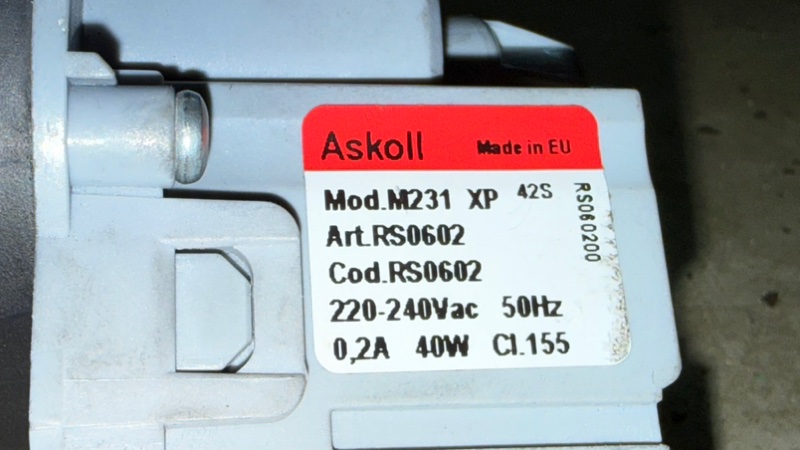 Askoll Made in EU
Mod.M231 XP 42S
Art.RS0602
Cod.RS0602
220-240Vac 50Hz
0,2A 40W Cl.155
RS060200